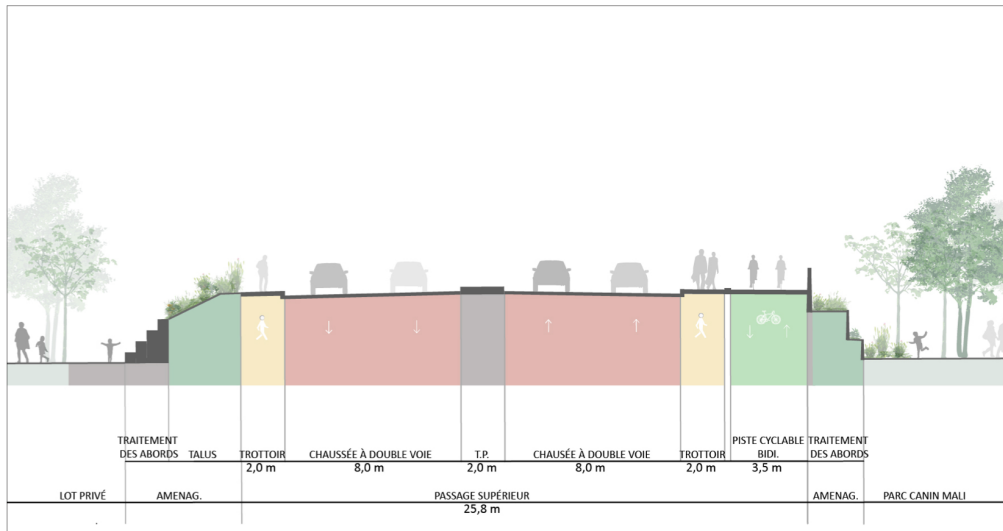 TRAITEMENT
DES ABORDS
TALUS
TROTTOIR
2,0 m
CHAUSSÉE À DOUBLE VOIE
8,0 m
T.P.
2,0 m
CHAUSÉE À DOUBLE VOIE
8,0 m
TROTTOIR
2,0 m
PISTE CYCLABLE
BIDI.
3,5 m
TRAITEMENT
DES ABORDS
LOT PRIVÉ
AMENAG.
PASSAGE SUPÉRIEUR
25,8 m
AMENAG.
PARC CANIN MALI